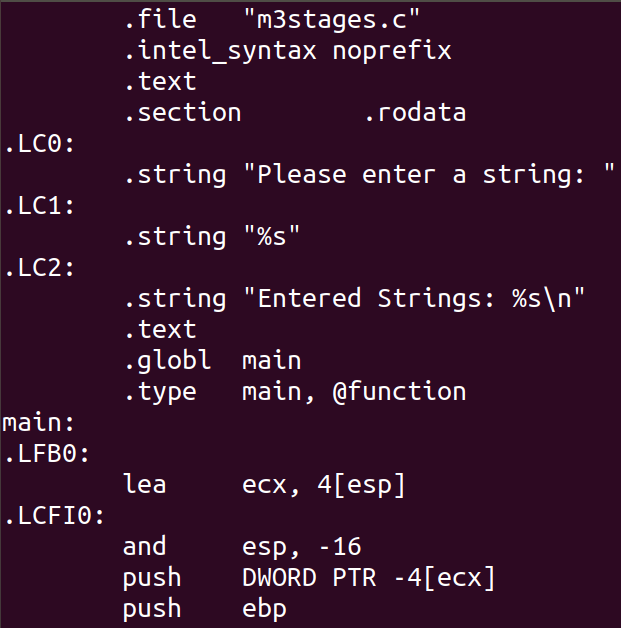 .file "m3stages.c"
.intel_syntax noprefix
.text
.section .rodata
.LC0:
.string "Please enter a string: "
.LC1:
.string "%s"
.LC2:
.string "Entered Strings: %s\n"
.text
.globl main
.type main, @function
main:
.LFB0:
lea ecx, 4[esp]
.LCFI0:
and esp, -16
push DWORD PTR -4[ecx]
push ebp